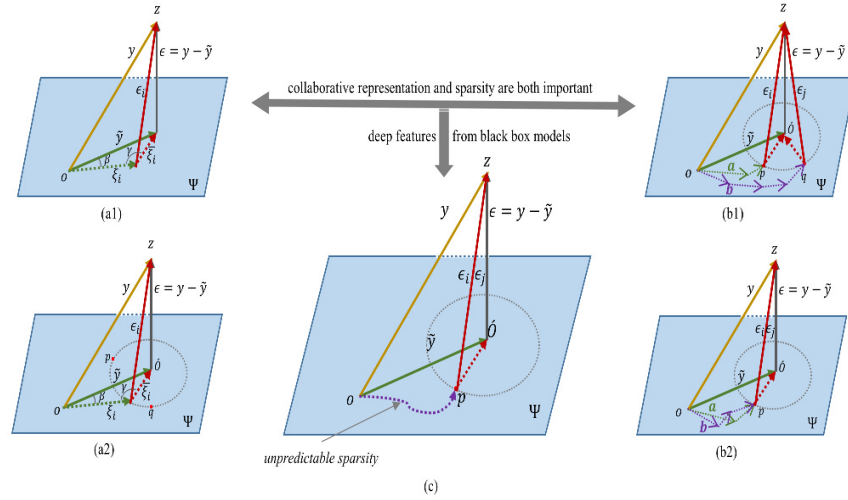 z
y
ϵ = y − ỹ
ϵᵢ
ỹ
β
γ
ξᵢ
ξ̄ᵢ
o
Ψ
(a1)
collaborative representation and sparsity are both important
deep features from black box models
z
y
ϵ = y − ỹ
ϵᵢ
ϵⱼ
ỹ
Ó
o
a
p
q
b
Ψ
(b1)
z
y
ϵ = y − ỹ
ϵᵢ
p
ỹ
Ó
β
γ
ξᵢ
ξ̄ᵢ
o
q
Ψ
(a2)
z
y
ϵ = y − ỹ
ϵᵢ ϵⱼ
ỹ
Ó
o
p
Ψ
unpredictable sparsity
(c)
z
y
ϵ = y − ỹ
ϵᵢ ϵⱼ
ỹ
Ó
o
a
b
p
Ψ
(b2)